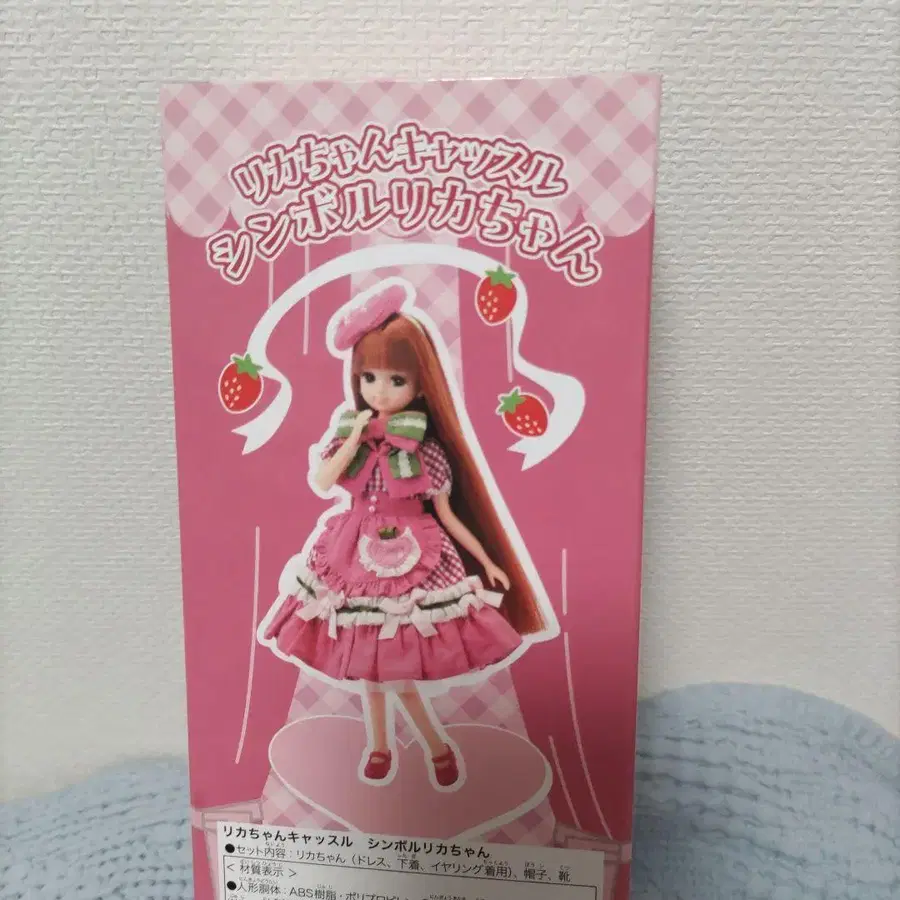 リカちゃんキャッスル
シンボルリカちゃん
リカちゃんキャッスル　シンボルリカちゃん
●セット内容：リカちゃん（ドレス、下着、イヤリング着用）、帽子、靴
< 材質表示 >
●人形胴体：ABS樹脂・ポリプロピレン